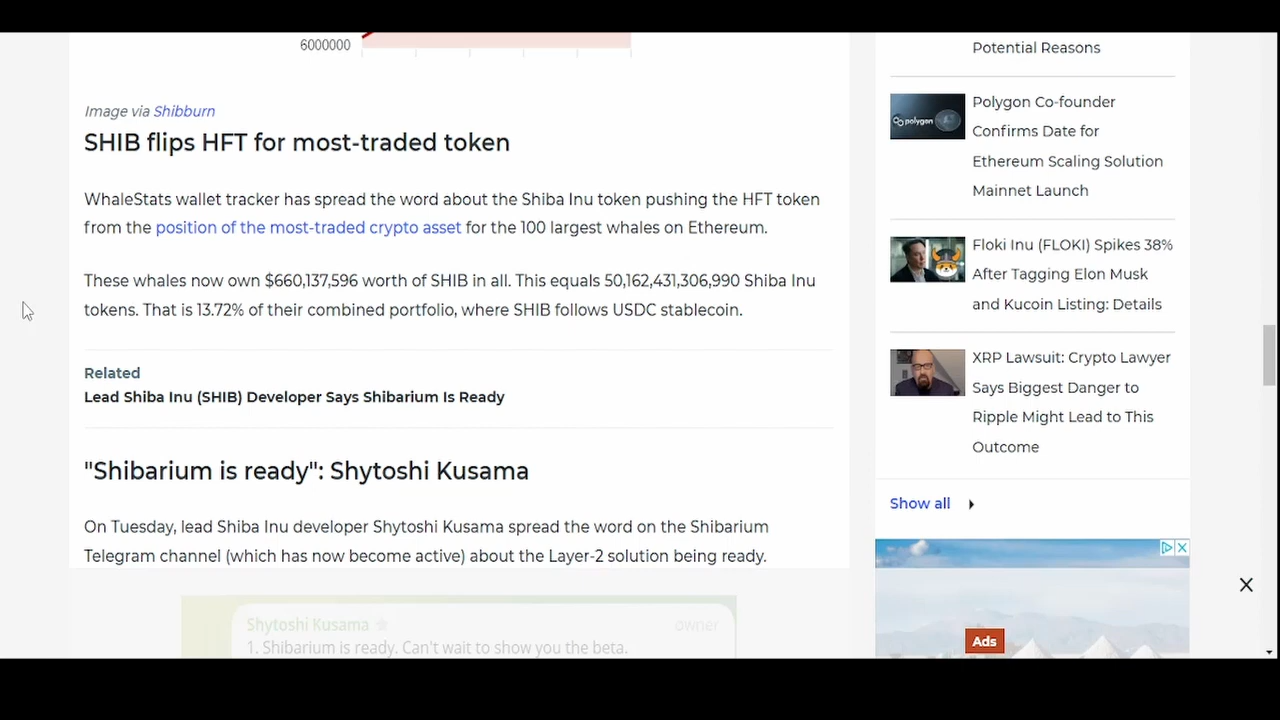 6000000
Image via Shibburn
SHIB flips HFT for most-traded token
WhaleStats wallet tracker has spread the word about the Shiba Inu token pushing the HFT token
from the position of the most-traded crypto asset for the 100 largest whales on Ethereum.
These whales now own $660,137,596 worth of SHIB in all. This equals 50,162,431,306,990 Shiba Inu
tokens. That is 13.72% of their combined portfolio, where SHIB follows USDC stablecoin.
Related
Lead Shiba Inu (SHIB) Developer Says Shibarium Is Ready
"Shibarium is ready": Shytoshi Kusama
On Tuesday, lead Shiba Inu developer Shytoshi Kusama spread the word on the Shibarium
Telegram channel (which has now become active) about the Layer-2 solution being ready.
Shytoshi Kusama
owner
1. Shibarium is ready. Can't wait to show you the beta.
Potential Reasons
polygon
Polygon Co-founder
Confirms Date for
Ethereum Scaling Solution
Mainnet Launch
Floki Inu (FLOKI) Spikes 38%
After Tagging Elon Musk
and Kucoin Listing: Details
XRP Lawsuit: Crypto Lawyer
Says Biggest Danger to
Ripple Might Lead to This
Outcome
Show all
Ads